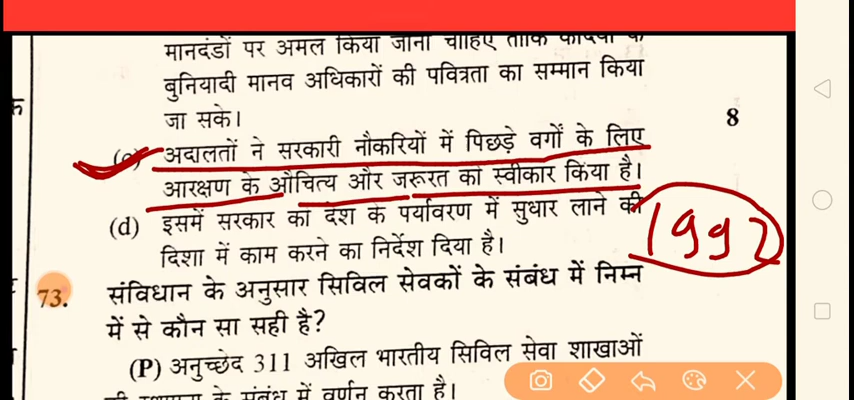 मानदंडों पर अमल किया जाना चाहिए ताकि कैदियों के
बुनियादी मानव अधिकारों की पवित्रता का सम्मान किया
जा सके।
8
(c) अदालतों ने सरकारी नौकरियों में पिछड़े वर्गों के लिए
आरक्षण के औचित्य और जरूरत को स्वीकार किया है।
(d) इसमें सरकार को देश के पर्यावरण में सुधार लाने की
दिशा में काम करने का निर्देश दिया है।
1992
73. संविधान के अनुसार सिविल सेवकों के संबंध में निम्न
में से कौन सा सही है?
(P) अनुच्छेद 311 अखिल भारतीय सिविल सेवा शाखाओं
के संबंध में वर्णन करता है।